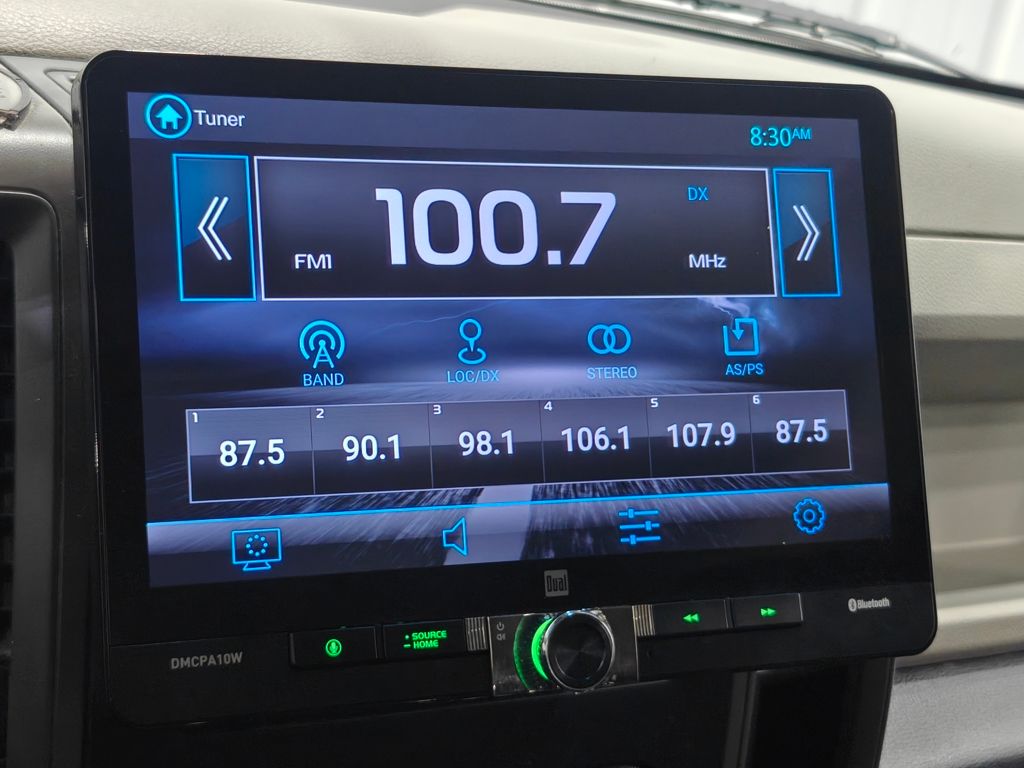 Tuner
8:30AM
DX
100.7
FM1
MHz
BAND
LOC/DX
STEREO
AS/PS
1
2
3
4
5
6
87.5
90.1
98.1
106.1
107.9
87.5
Dual
Bluetooth
DMCPA10W
• SOURCE
– HOME